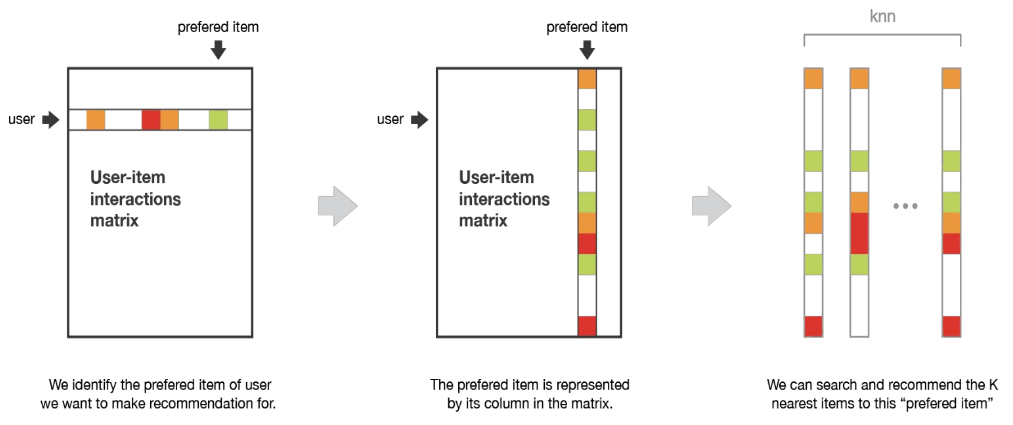 prefered item
user
User-item
interactions
matrix
We identify the prefered item of user
we want to make recommendation for.
prefered item
user
User-item
interactions
matrix
The prefered item is represented
by its column in the matrix.
knn
We can search and recommend the K
nearest items to this “prefered item”